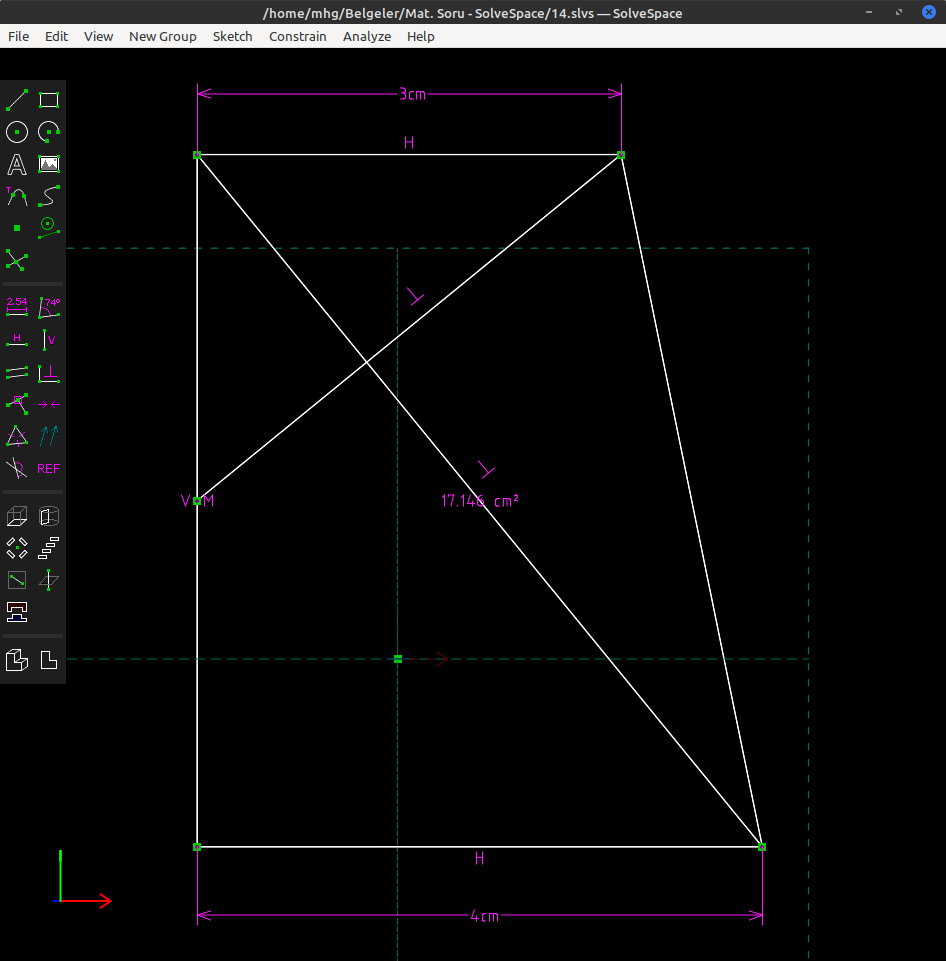 /home/mhg/Belgeler/Mat. Soru - SolveSpace/14.slvs — SolveSpace
File Edit View New Group Sketch Constrain Analyze Help
3cm
H
T
2.54 74°
H V
REF
V M
17.146 cm²
H
4cm